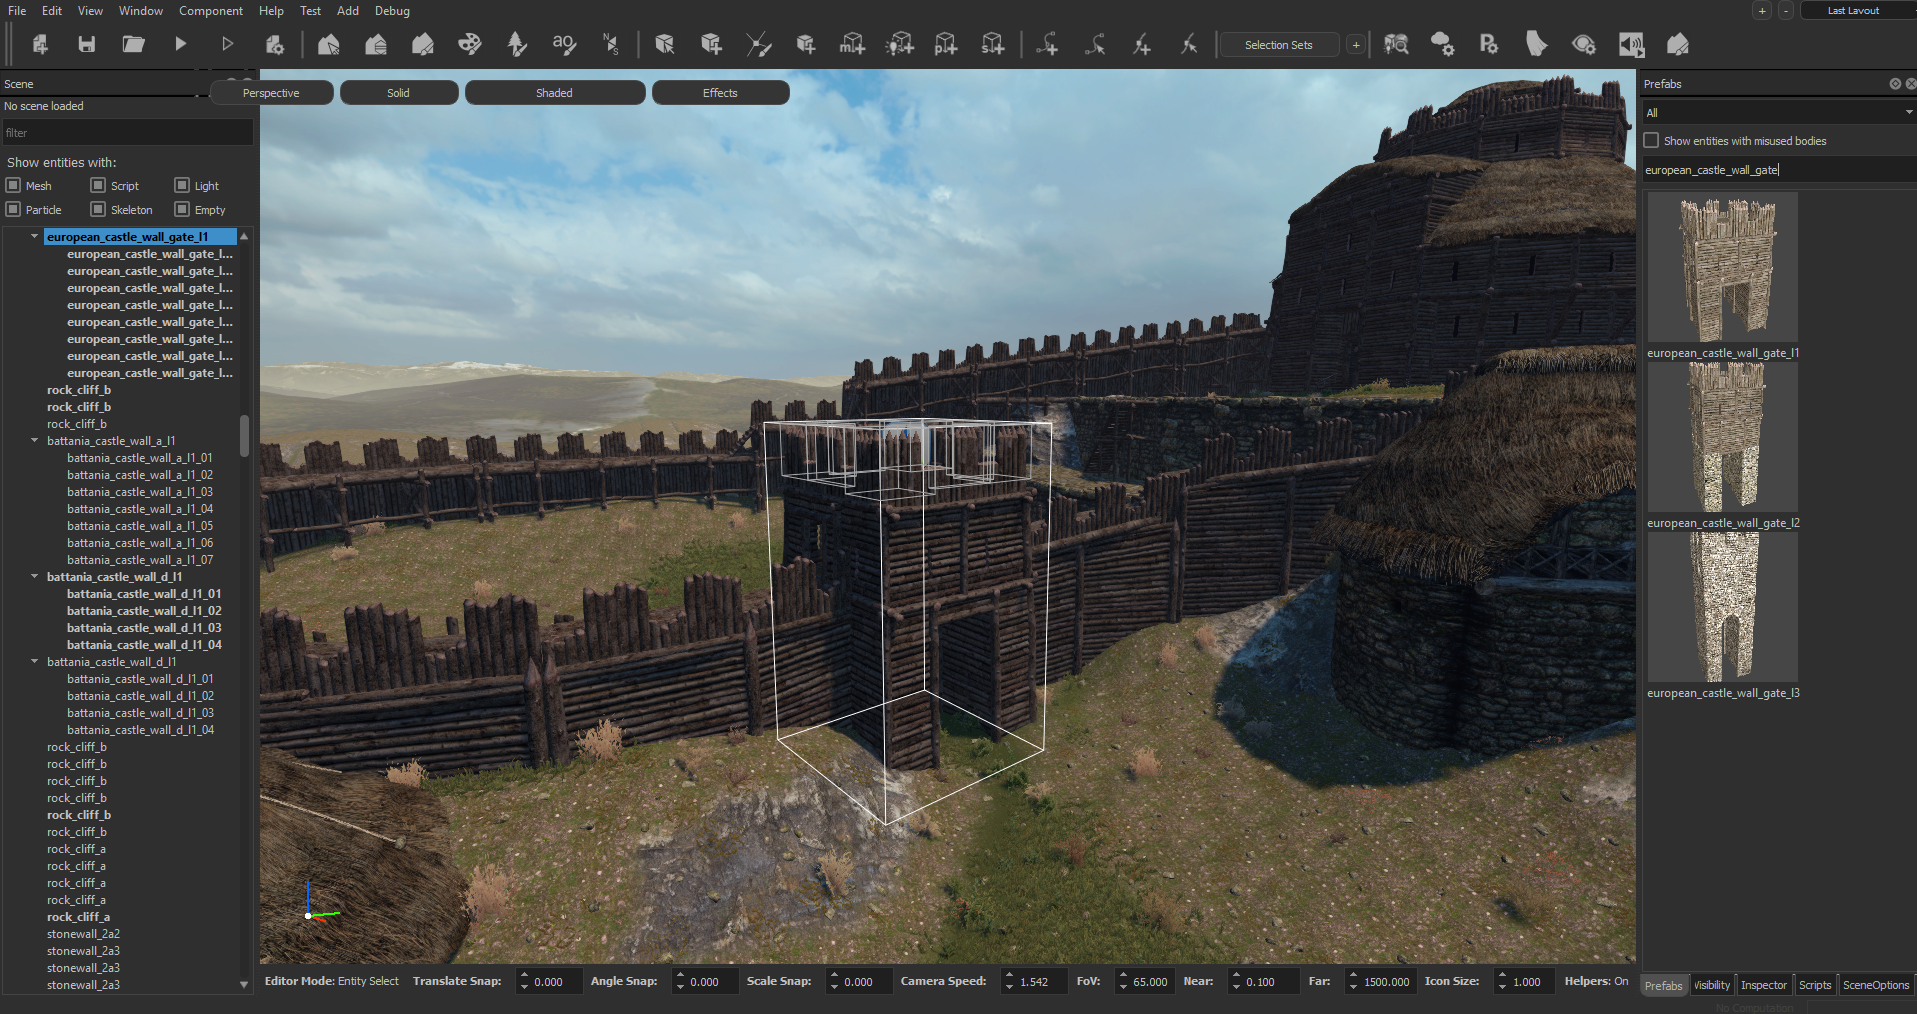 File Edit View Window Component Help Test Add Debug
+ - Last Layout
Selection Sets +
Scene
No scene loaded
filter
Show entities with:
Mesh Script Light
Particle Skeleton Empty
european_castle_wall_gate_l1
european_castle_wall_gate_l...
european_castle_wall_gate_l...
european_castle_wall_gate_l...
european_castle_wall_gate_l...
european_castle_wall_gate_l...
european_castle_wall_gate_l...
european_castle_wall_gate_l...
european_castle_wall_gate_l...
rock_cliff_b
rock_cliff_b
rock_cliff_b
battania_castle_wall_a_l1
battania_castle_wall_a_l1_01
battania_castle_wall_a_l1_02
battania_castle_wall_a_l1_03
battania_castle_wall_a_l1_04
battania_castle_wall_a_l1_05
battania_castle_wall_a_l1_06
battania_castle_wall_a_l1_07
battania_castle_wall_d_l1
battania_castle_wall_d_l1_01
battania_castle_wall_d_l1_02
battania_castle_wall_d_l1_03
battania_castle_wall_d_l1_04
battania_castle_wall_d_l1
battania_castle_wall_d_l1_01
battania_castle_wall_d_l1_02
battania_castle_wall_d_l1_03
battania_castle_wall_d_l1_04
rock_cliff_b
rock_cliff_b
rock_cliff_b
rock_cliff_b
rock_cliff_b
rock_cliff_b
rock_cliff_a
rock_cliff_a
rock_cliff_a
rock_cliff_a
rock_cliff_a
stonewall_2a2
stonewall_2a3
stonewall_2a3
stonewall_2a3
Perspective Solid Shaded Effects
Prefabs
All
Show entities with misused bodies
european_castle_wall_gate
european_castle_wall_gate_l1
european_castle_wall_gate_l2
european_castle_wall_gate_l3
Editor Mode: Entity Select Translate Snap: 0.000 Angle Snap: 0.000 Scale Snap: 0.000 Camera Speed: 1.542 FoV: 65.000 Near: 0.100 Far: 1500.000 Icon Size: 1.000 Helpers: On
Prefabs Visibility Inspector Scripts SceneOptions
No Computation